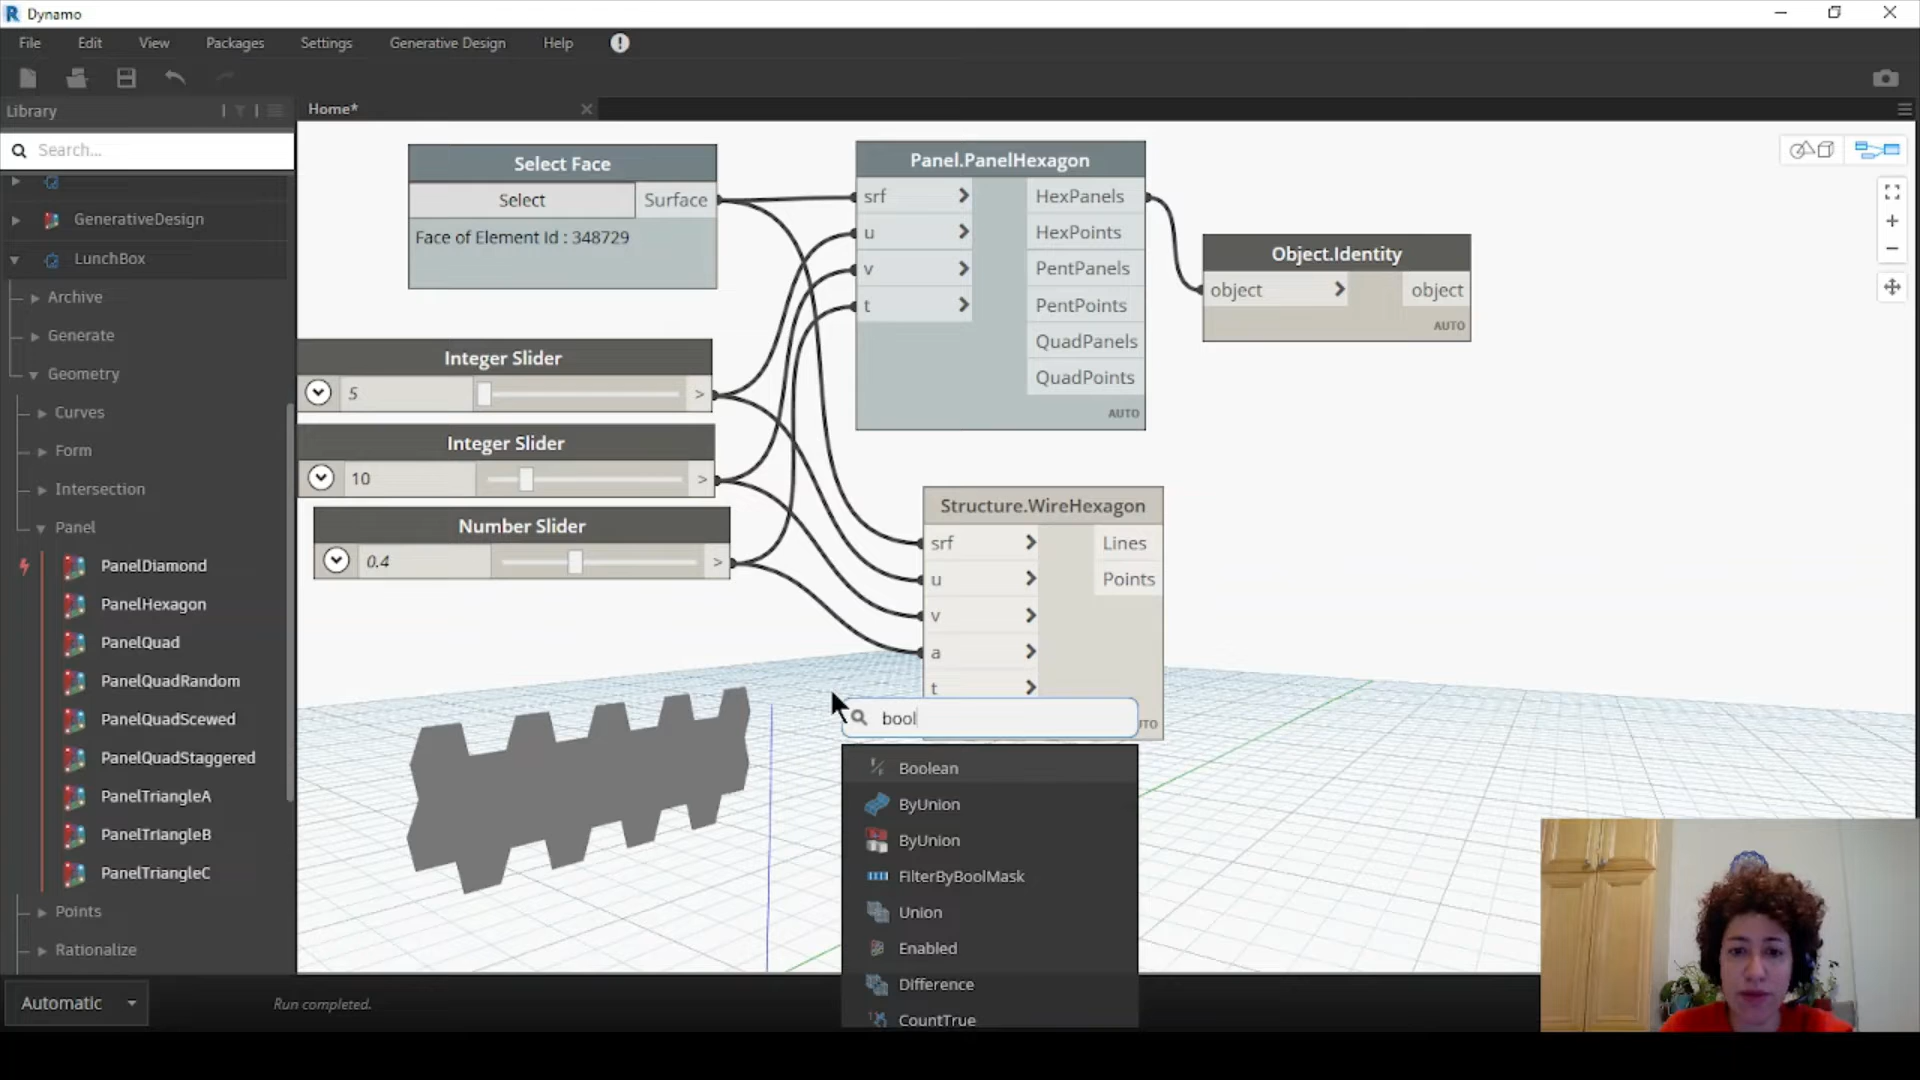 Dynamo
File Edit View Packages Settings Generative Design Help
Library
Home*
Search...
GenerativeDesign
LunchBox
Archive
Generate
Geometry
Curves
Form
Intersection
Panel
PanelDiamond
PanelHexagon
PanelQuad
PanelQuadRandom
PanelQuadScewed
PanelQuadStaggered
PanelTriangleA
PanelTriangleB
PanelTriangleC
Points
Rationalize
Select Face
Select Surface
Face of Element Id : 348729
Integer Slider
5 >
Integer Slider
10 >
Number Slider
0.4 >
Panel.PanelHexagon
srf HexPanels
u HexPoints
v PentPanels
t PentPoints
QuadPanels
QuadPoints
AUTO
Object.Identity
object object
AUTO
Structure.WireHexagon
srf Lines
u Points
v
a
t
bool
Boolean
ByUnion
ByUnion
FilterByBoolMask
Union
Enabled
Difference
CountTrue
Automatic
Run completed.